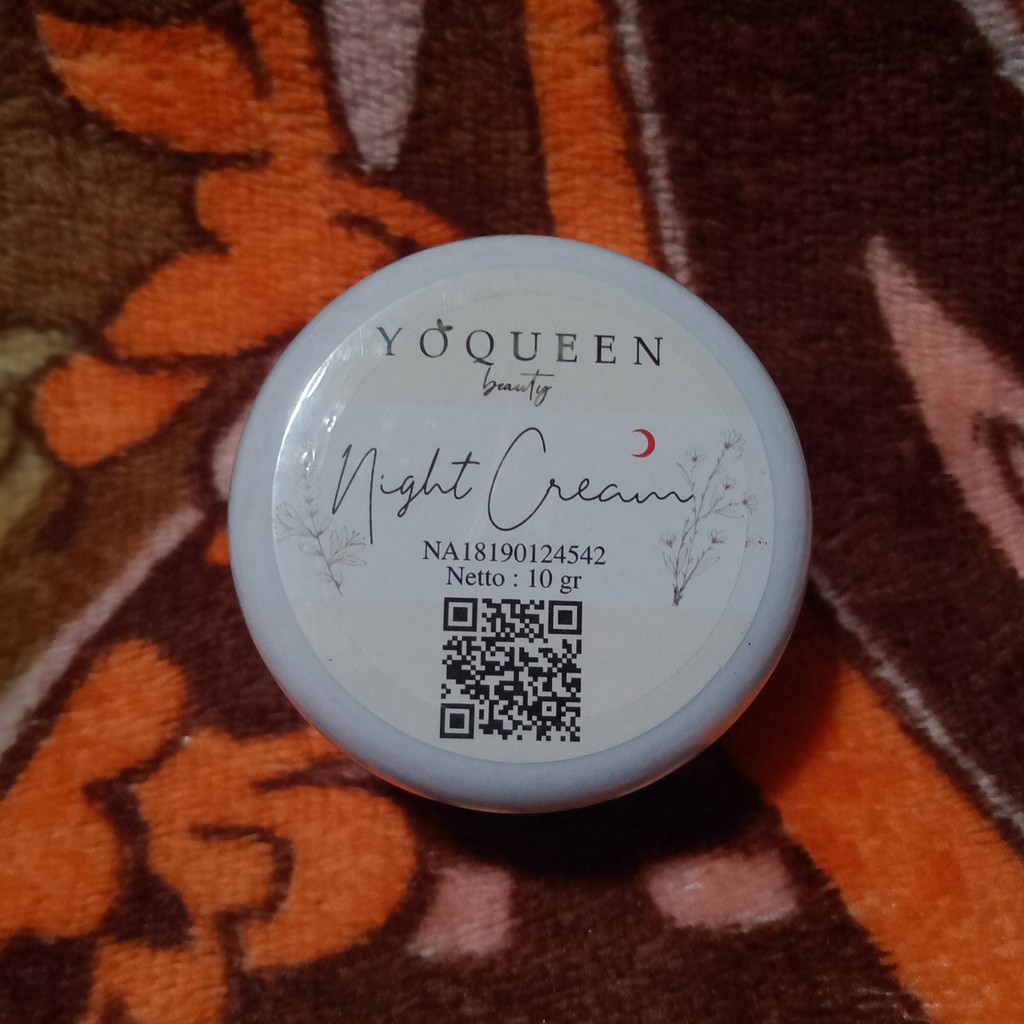 YOQUEEN
beauty
Night Cream
NA18190124542
Netto : 10 gr